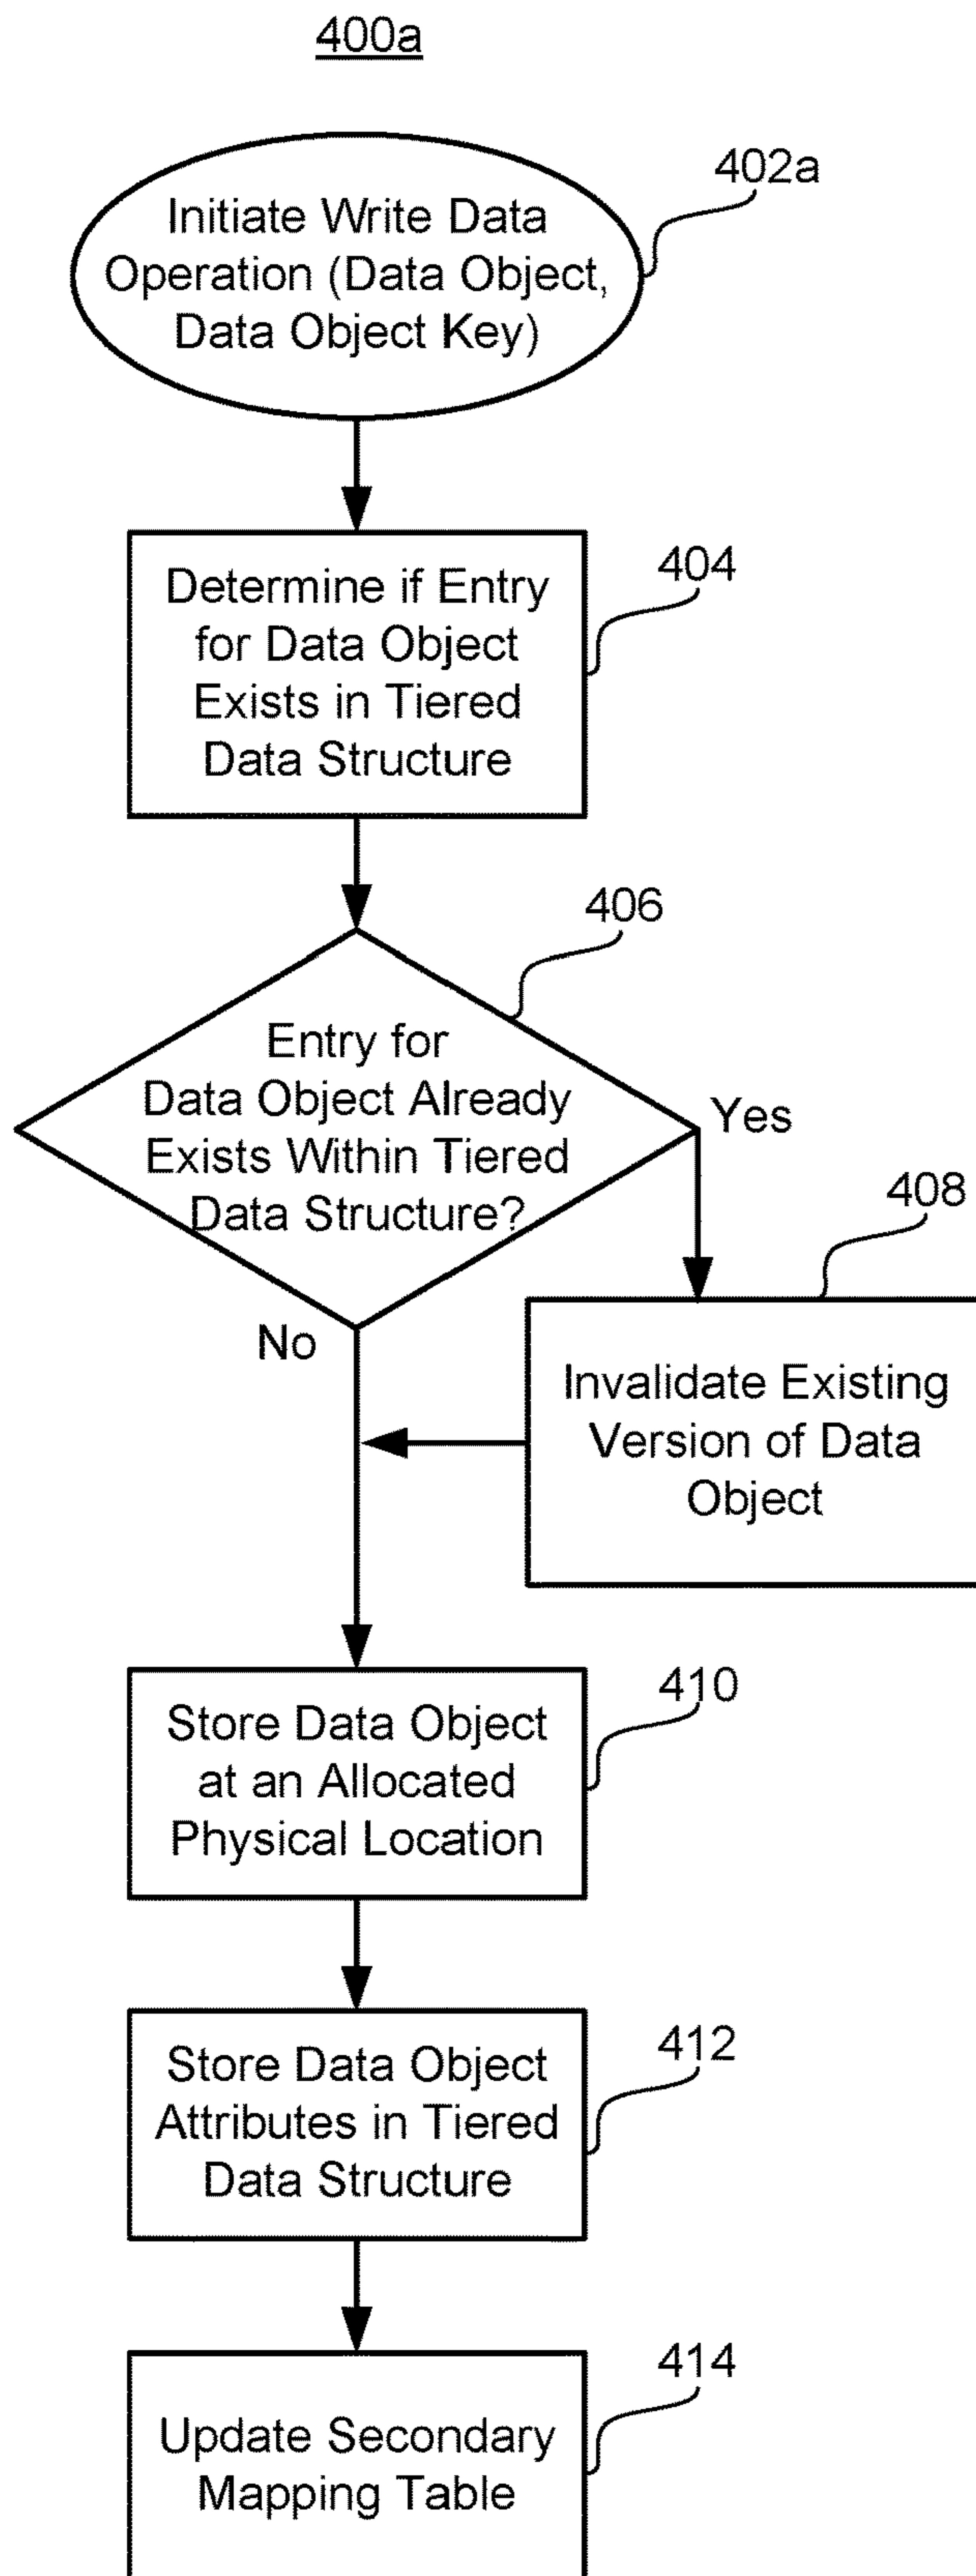 400a
402a
Initiate Write Data
Operation (Data Object,
Data Object Key)
404
Determine if Entry
for Data Object
Exists in Tiered
Data Structure
406
Entry for
Data Object Already
Exists Within Tiered
Data Structure?
Yes
408
No
Invalidate Existing
Version of Data
Object
410
Store Data Object
at an Allocated
Physical Location
412
Store Data Object
Attributes in Tiered
Data Structure
414
Update Secondary
Mapping Table